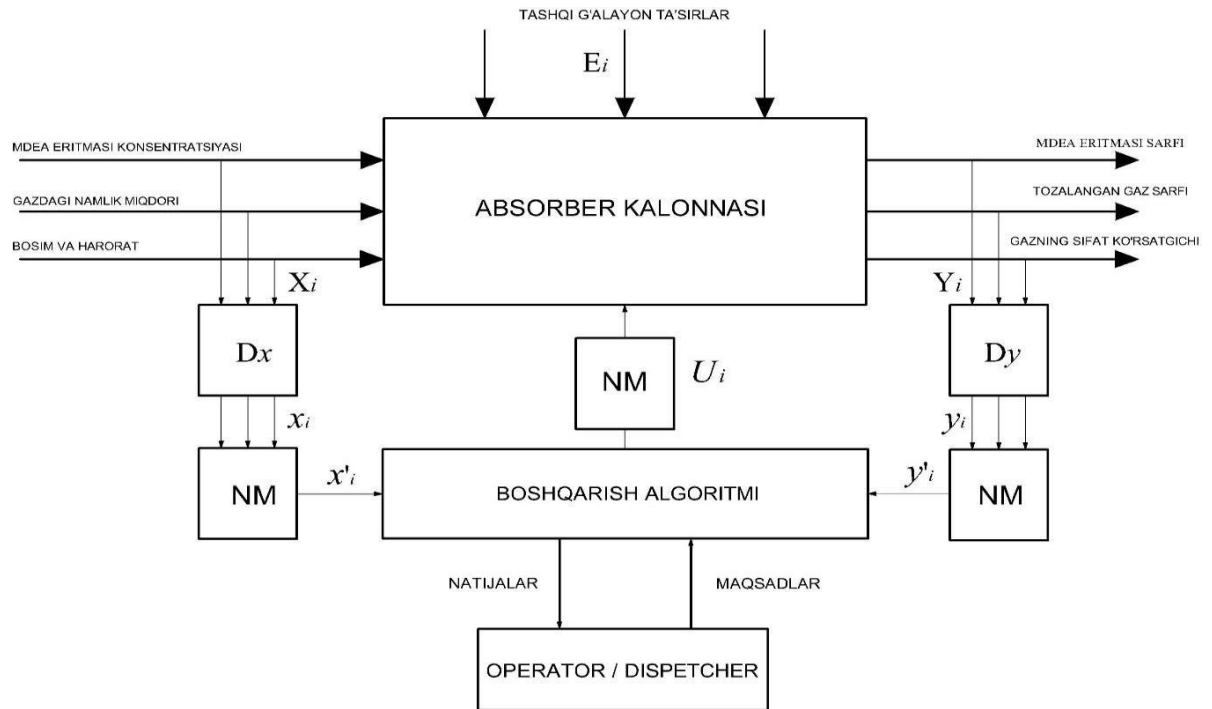 TASHQI G'ALAYON TA'SIRLAR
Ei
MDEA ERITMASI KONSENTRATSIYASI
GAZDAGI NAMLIK MIQDORI
BOSIM VA HARORAT
ABSORBER KALONNASI
MDEA ERITMASI SARFI
TOZALANGAN GAZ SARFI
GAZNING SIFAT KO'RSATGICHI
Xi
Yi
Dx
NM
Ui
Dy
xi
yi
NM
x'i
BOSHQARISH ALGORITMI
y'i
NM
NATIJALAR
MAQSADLAR
OPERATOR / DISPETCHER